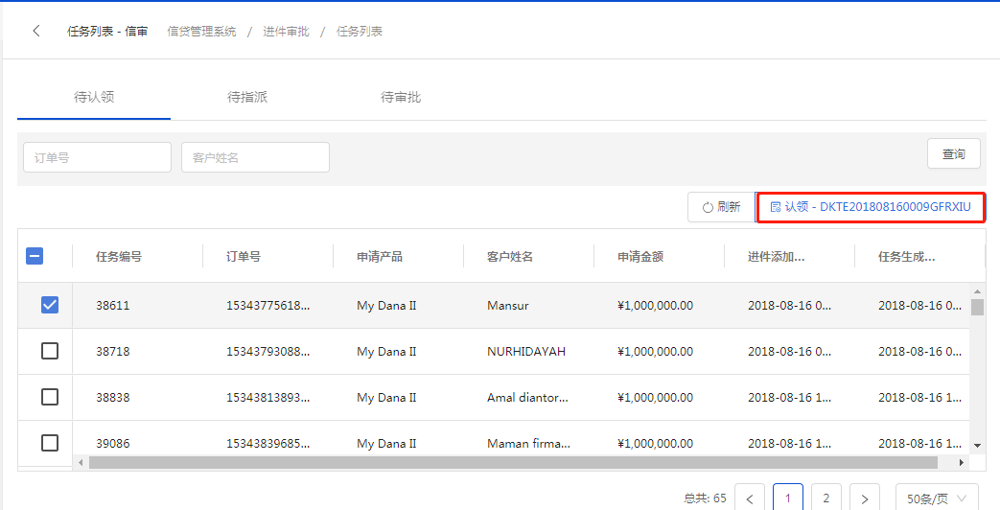 任务列表 - 信审 信贷管理系统 / 进件审批 / 任务列表
待认领 待指派 待审批
订单号 客户姓名 查询
刷新 认领 - DKTE201808160009GFRXIU
任务编号 订单号 申请产品 客户姓名 申请金额 进件添加... 任务生成...
38611 15343775618... My Dana II Mansur ¥1,000,000.00 2018-08-16 0... 2018-08-16 0...
38718 15343793088... My Dana II NURHIDAYAH ¥1,000,000.00 2018-08-16 0... 2018-08-16 0...
38838 15343813893... My Dana II Amal diantor... ¥1,000,000.00 2018-08-16 1... 2018-08-16 1...
39086 15343839685... My Dana II Maman firma... ¥1,000,000.00 2018-08-16 1... 2018-08-16 1...
总共: 65 < 1 2 > 50条/页